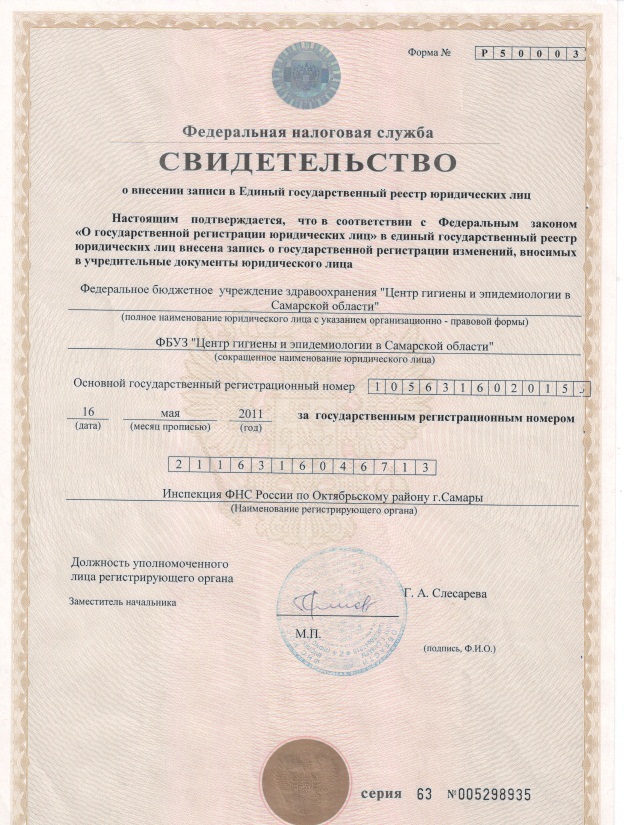 Форма № Р50003
Федеральная налоговая служба
СВИДЕТЕЛЬСТВО
о внесении записи в Единый государственный реестр юридических лиц
Настоящим подтверждается, что в соответствии с Федеральным законом
«О государственной регистрации юридических лиц» в единый государственный реестр
юридических лиц внесена запись о государственной регистрации изменений, вносимых
в учредительные документы юридического лица
Федеральное бюджетное учреждение здравоохранения "Центр гигиены и эпидемиологии в
Самарской области"
(полное наименование юридического лица с указанием организационно - правовой формы)
ФБУЗ "Центр гигиены и эпидемиологии в Самарской области"
(сокращенное наименование юридического лица)
Основной государственный регистрационный номер 105631602015
16 мая 2011 за государственным регистрационным номером
(дата) (месяц прописью) (год)
2116316046713
Инспекция ФНС России по Октябрьскому району г.Самары
(Наименование регистрирующего органа)
Должность уполномоченного
лица регистрирующего органа
Г. А. Слесарева
Заместитель начальника
М.П.
(подпись, Ф.И.О.)
серия 63 №005298935